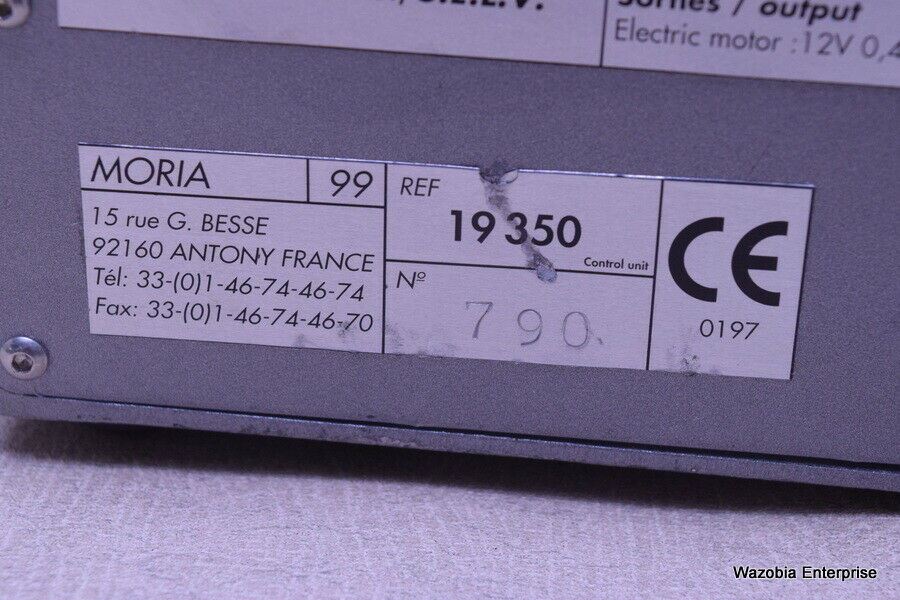 Sorties / output
Electric motor : 12V 0,4
MORIA
99
15 rue G. BESSE
92160 ANTONY FRANCE
Tél: 33-(0)1-46-74-46-74
Fax: 33-(0)1-46-74-46-70
REF
19 350
Control unit
Nº
790
CE
0197
Wazobia Enterprise